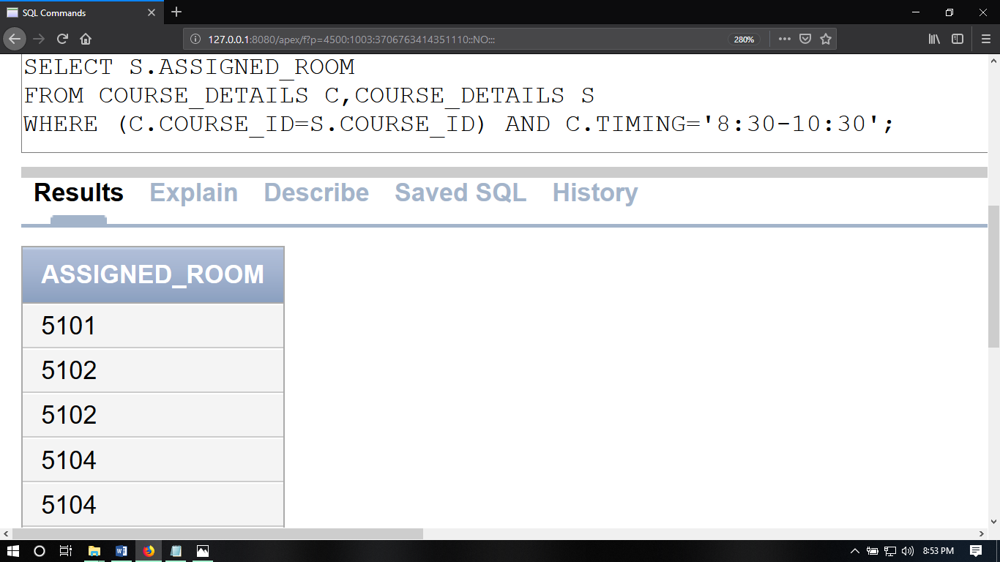 SQL Commands
127.0.0.1:8080/apex/f?p=4500:1003:3706763414351110::NO:::
280%
SELECT S.ASSIGNED_ROOM
FROM COURSE_DETAILS C,COURSE_DETAILS S
WHERE (C.COURSE_ID=S.COURSE_ID) AND C.TIMING='8:30-10:30';
Results Explain Describe Saved SQL History
ASSIGNED_ROOM
5101
5102
5102
5104
5104
8:53 PM